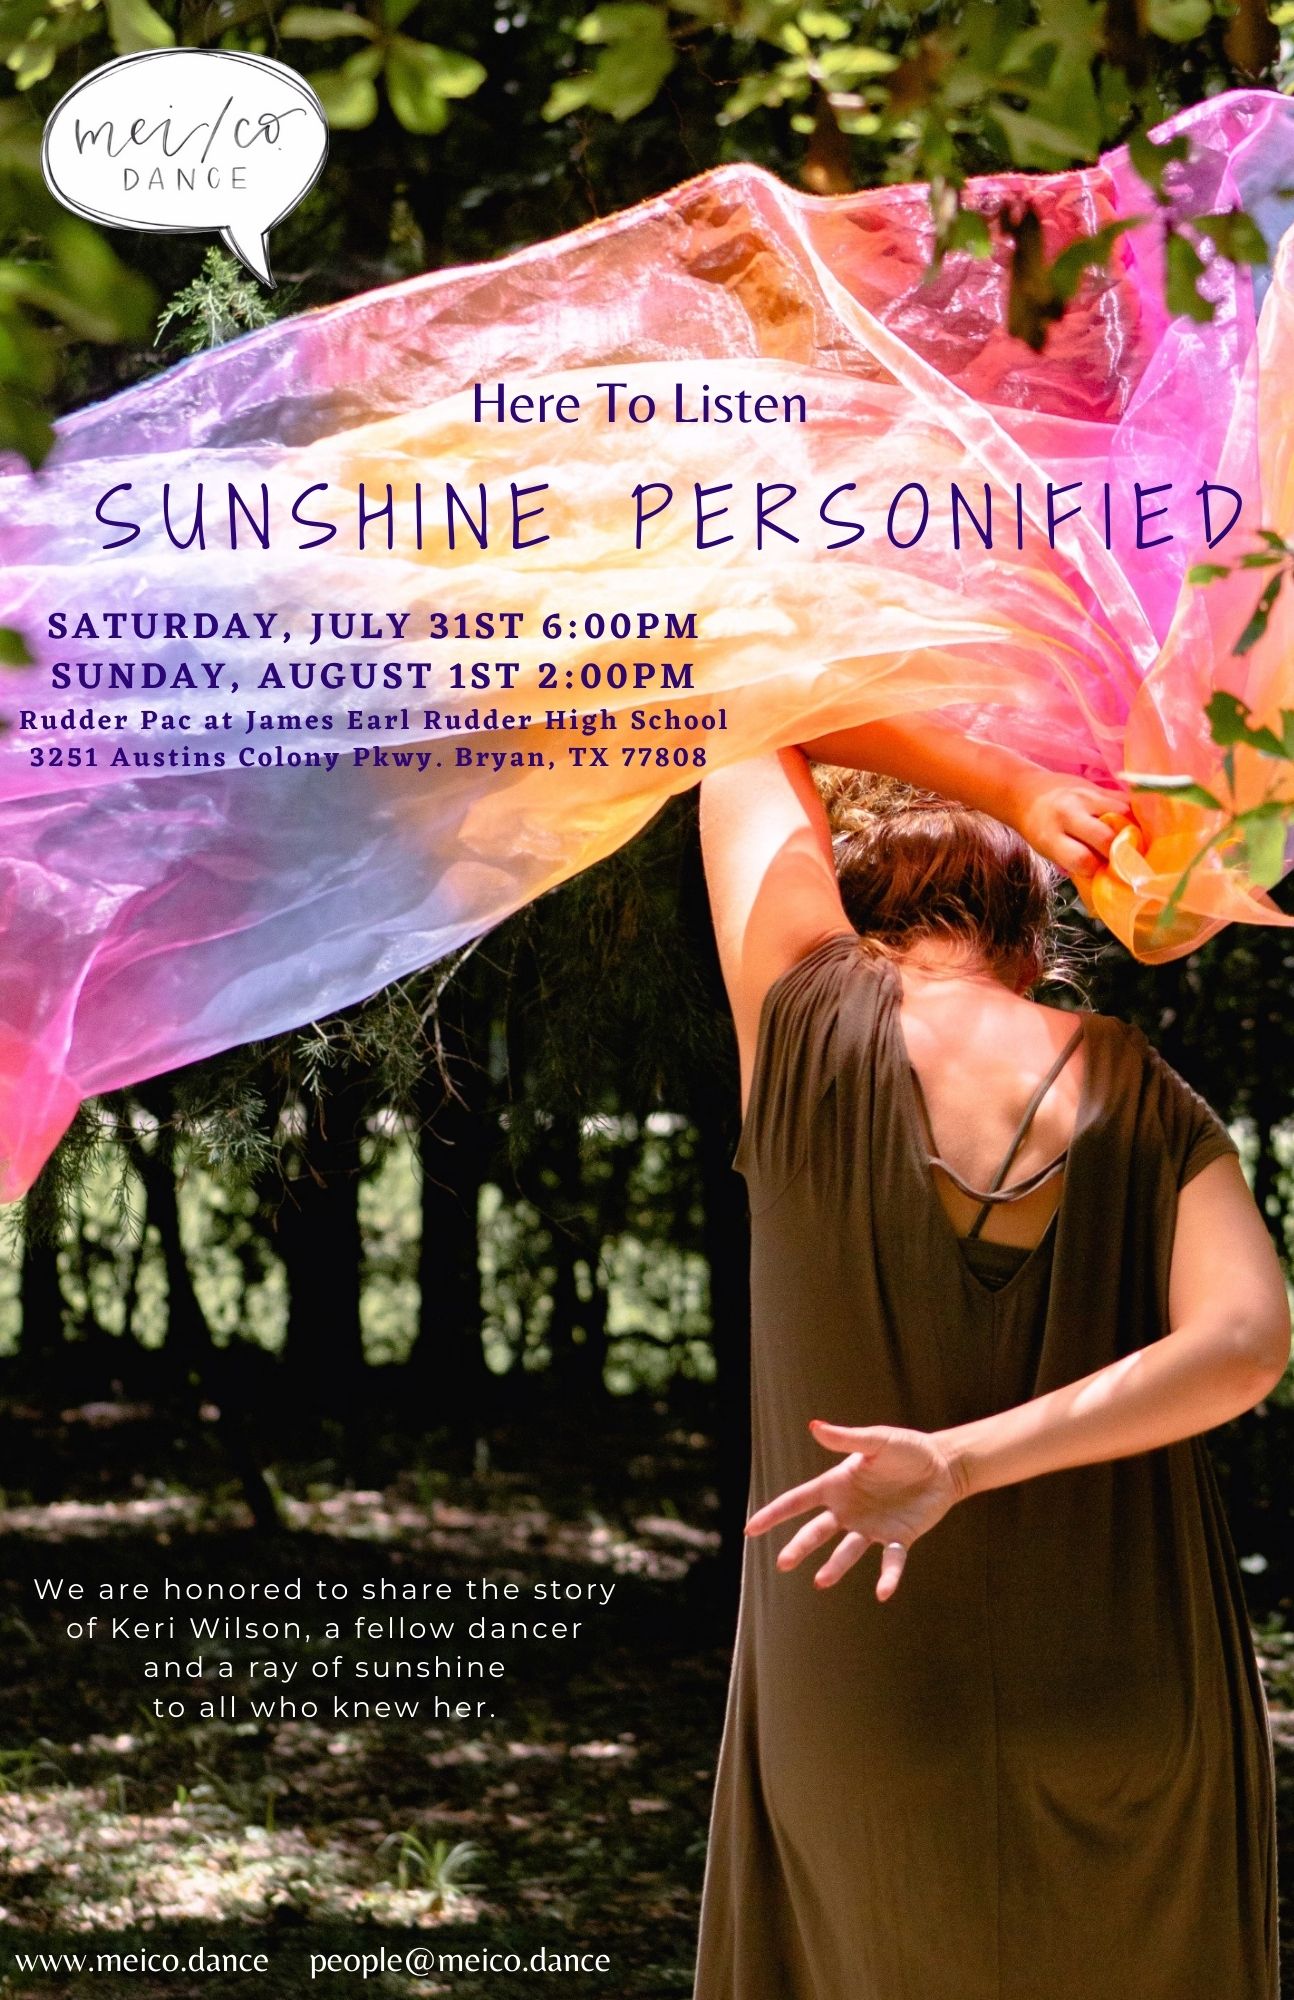 mei/co.
DANCE
Here To Listen
SUNSHINE PERSONIFIED
SATURDAY, JULY 31ST 6:00PM
SUNDAY, AUGUST 1ST 2:00PM
Rudder Pac at James Earl Rudder High School
3251 Austins Colony Pkwy. Bryan, TX 77808
We are honored to share the story
of Keri Wilson, a fellow dancer
and a ray of sunshine
to all who knew her.
www.meico.dance people@meico.dance